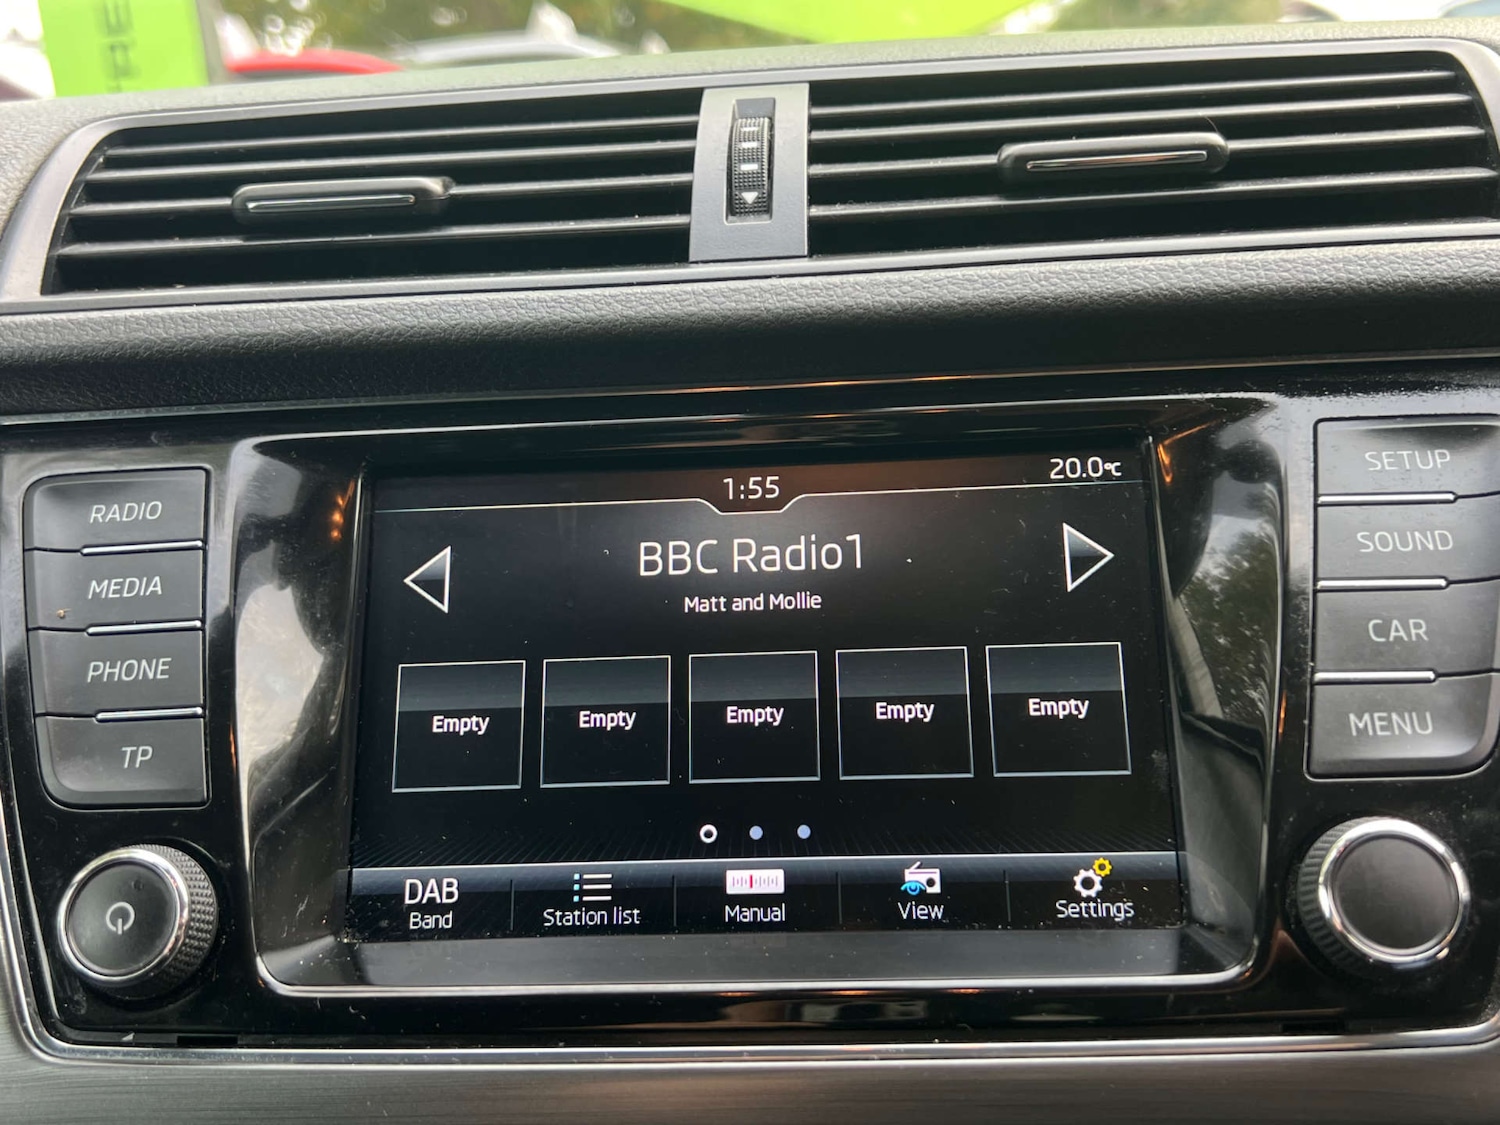 1:55
20.0°C
BBC Radio1
Matt and Mollie
Empty
Empty
Empty
Empty
Empty
DAB
Band
Station list
Manual
View
Settings
RADIO
MEDIA
PHONE
TP
SETUP
SOUND
CAR
MENU